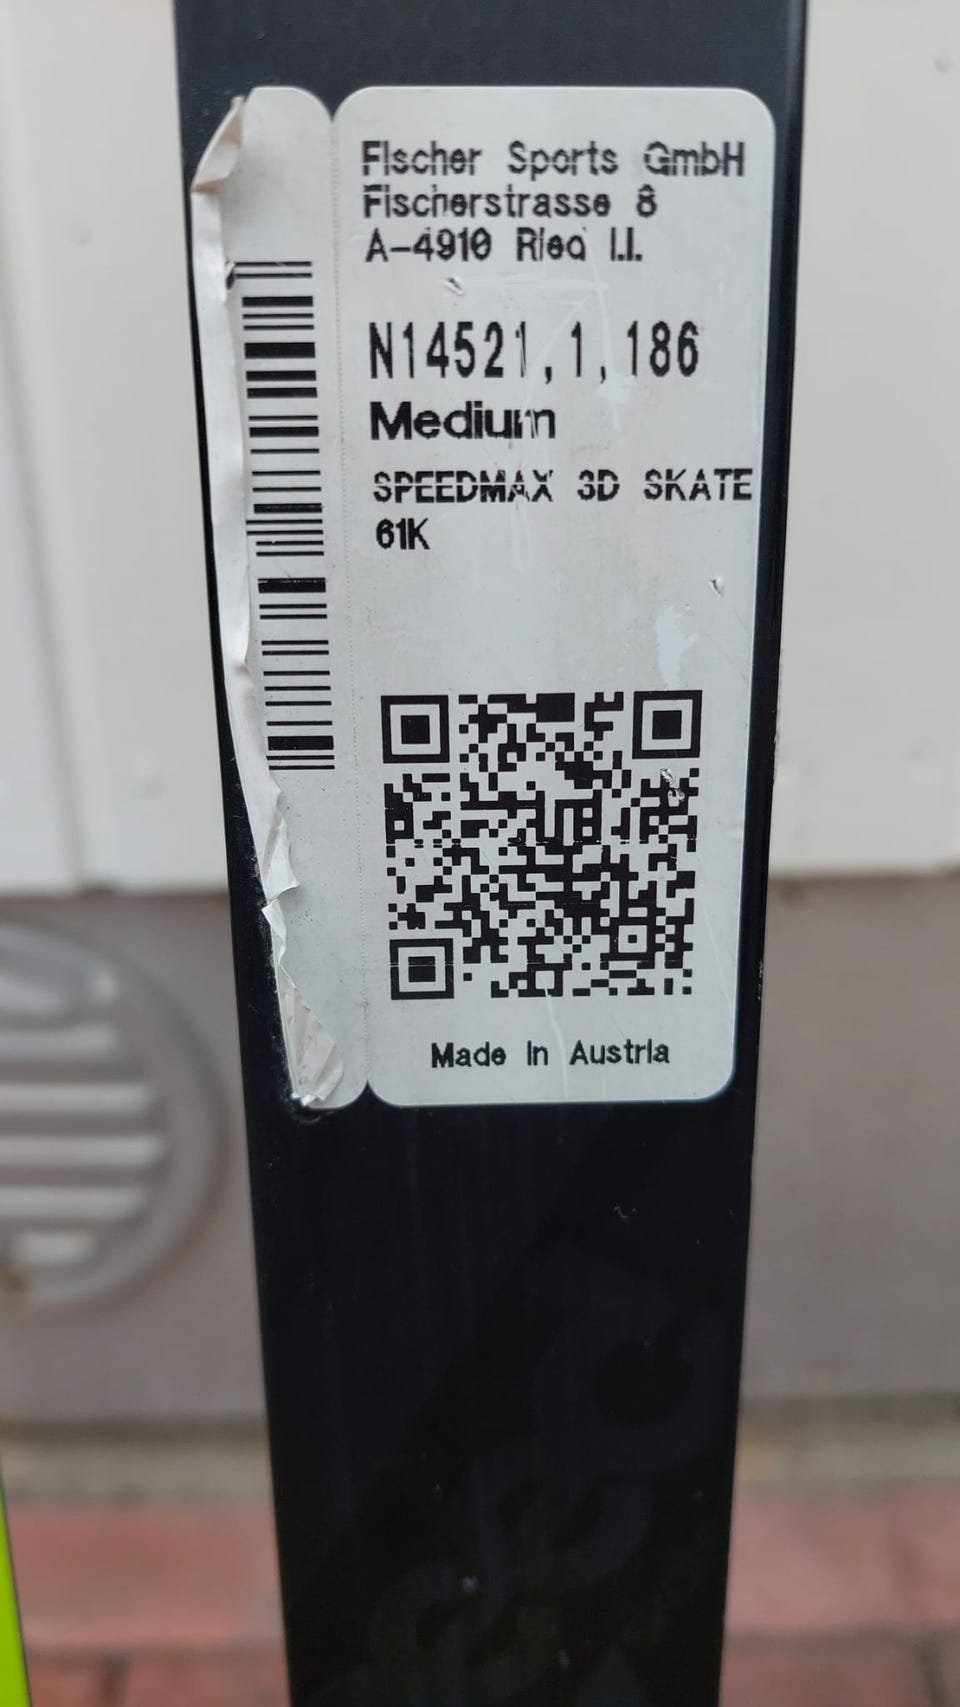 Fischer Sports GmbH
Fischerstrasse 8
A-4910 Ried I.I.
N14521,1,186
Medium
SPEEDMAX 3D SKATE
61K
Made in Austria